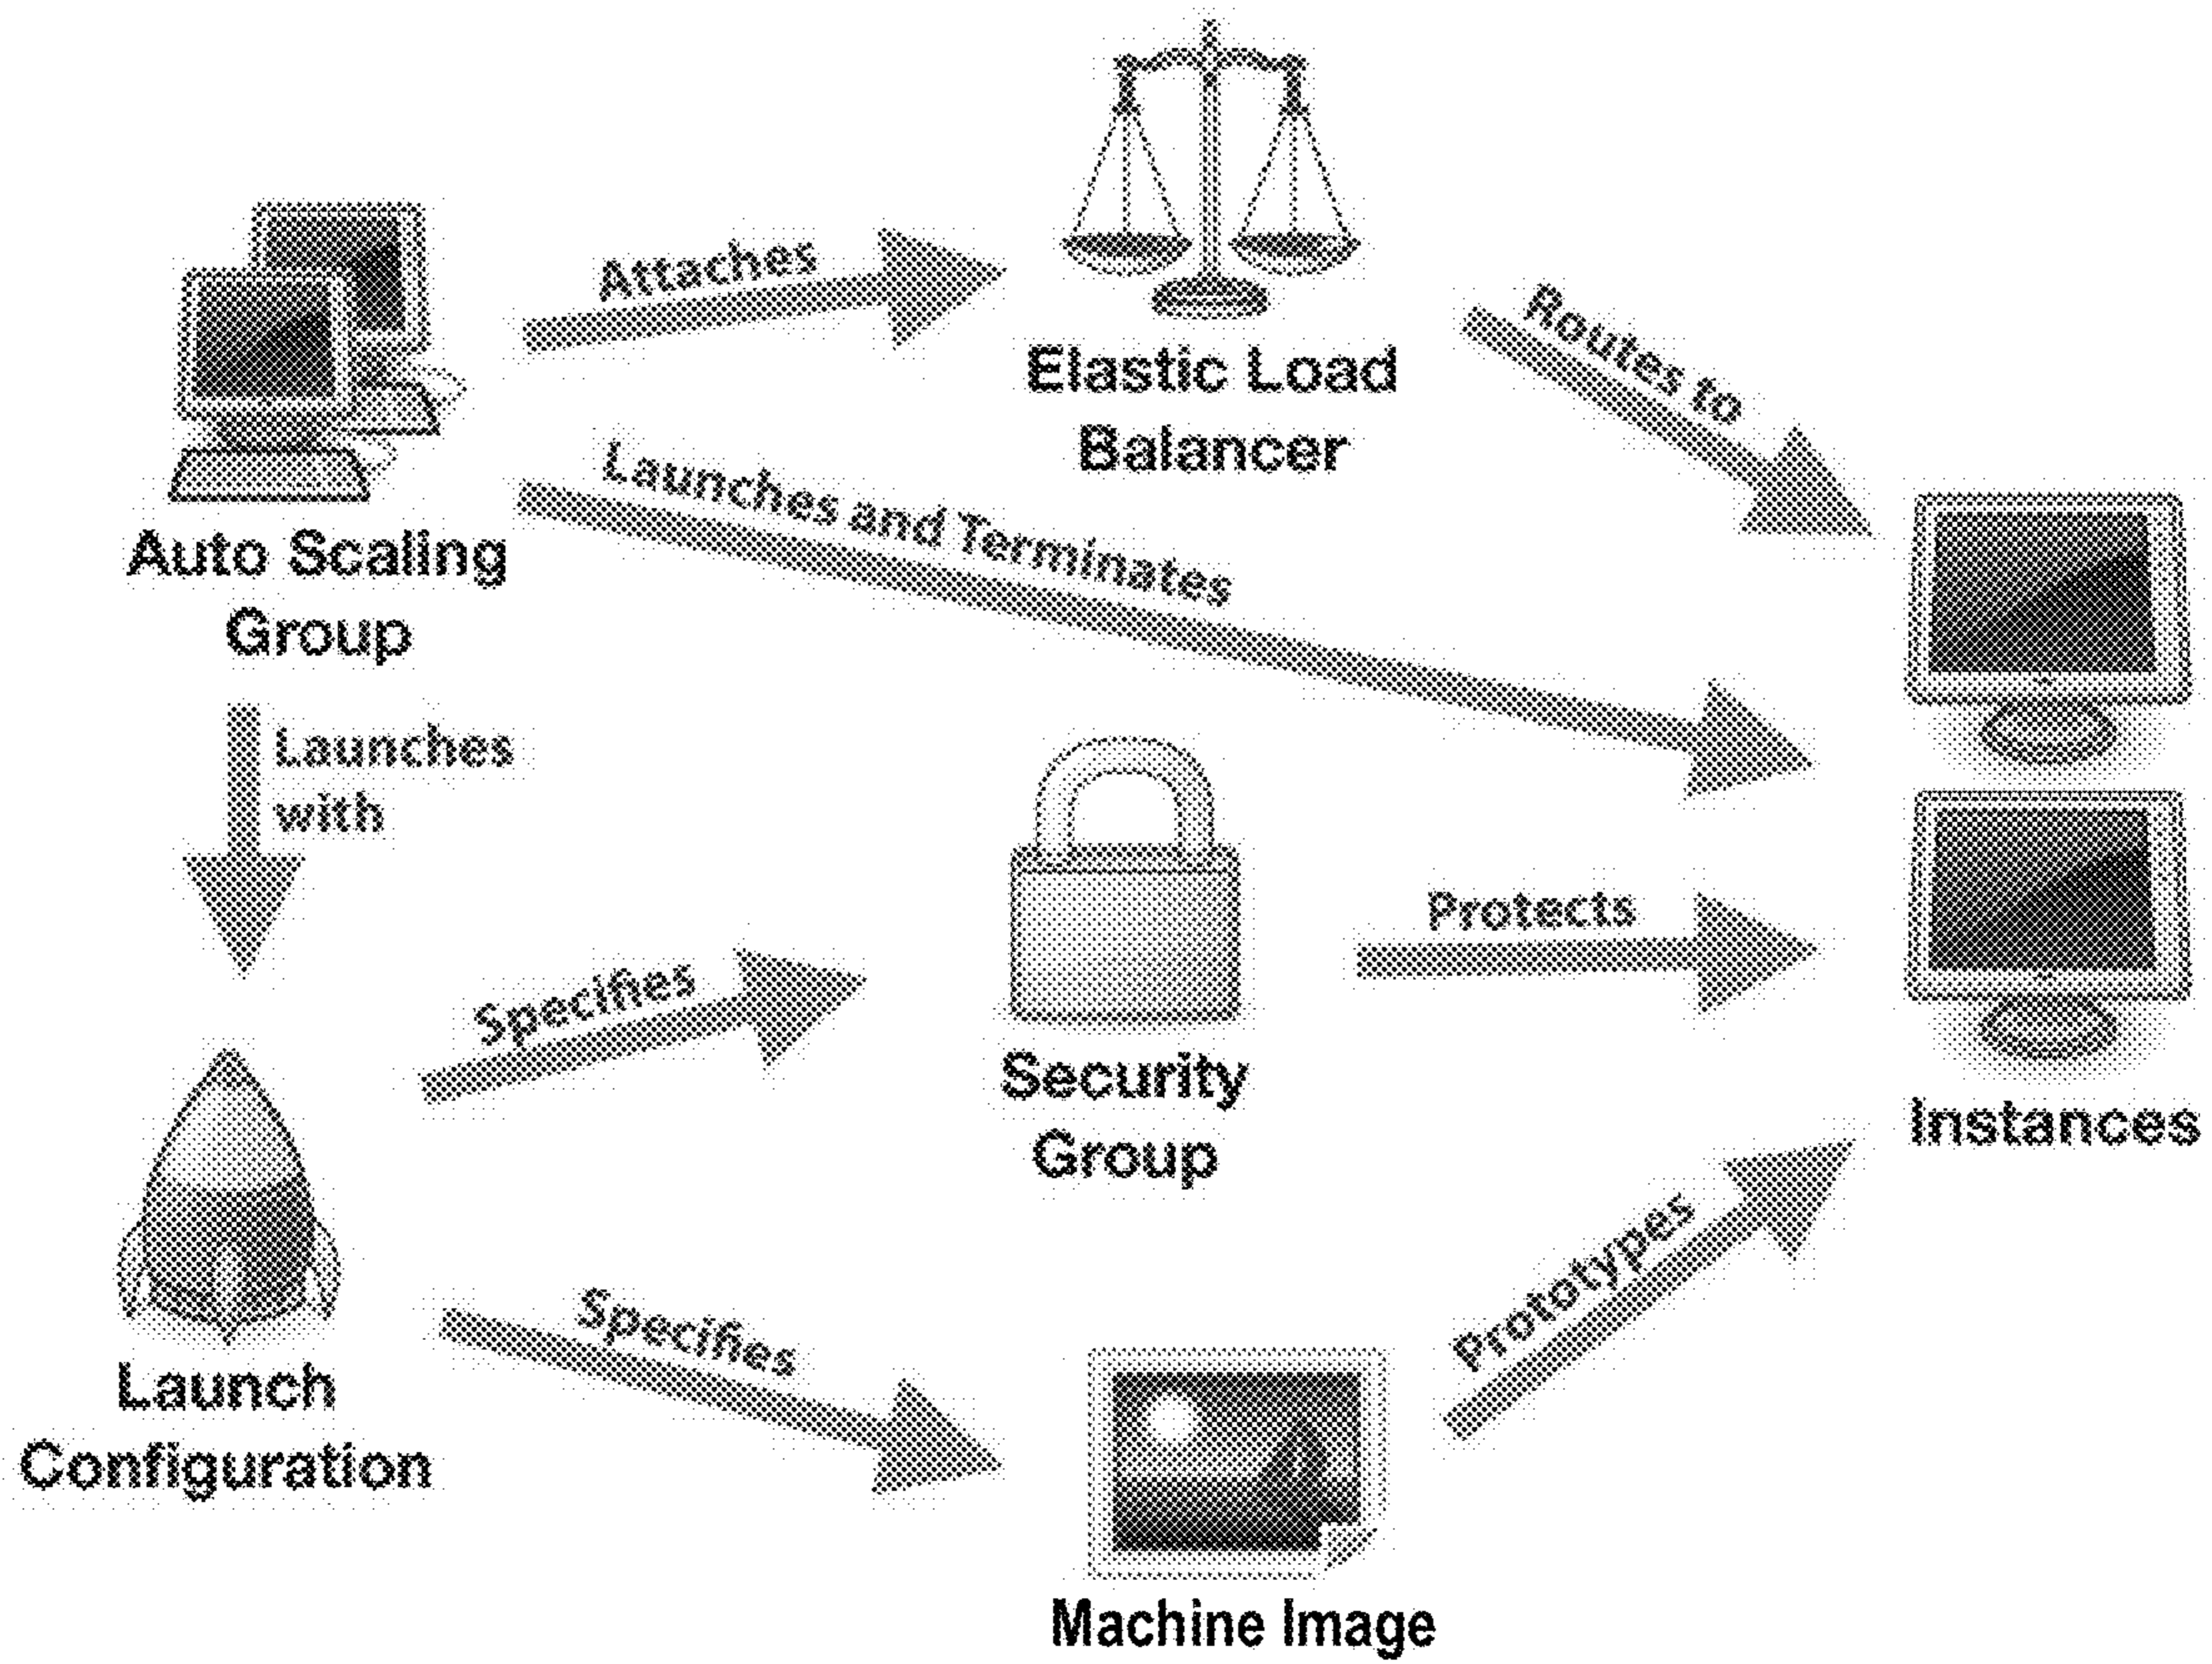 Attaches
Routes to
Elastic Load
Balancer
Launches and Terminates
Auto Scaling
Group
Launches
with
Protects
Specifies
Security
Group
Instances
Prototypes
Specifies
Launch
Configuration
Machine Image